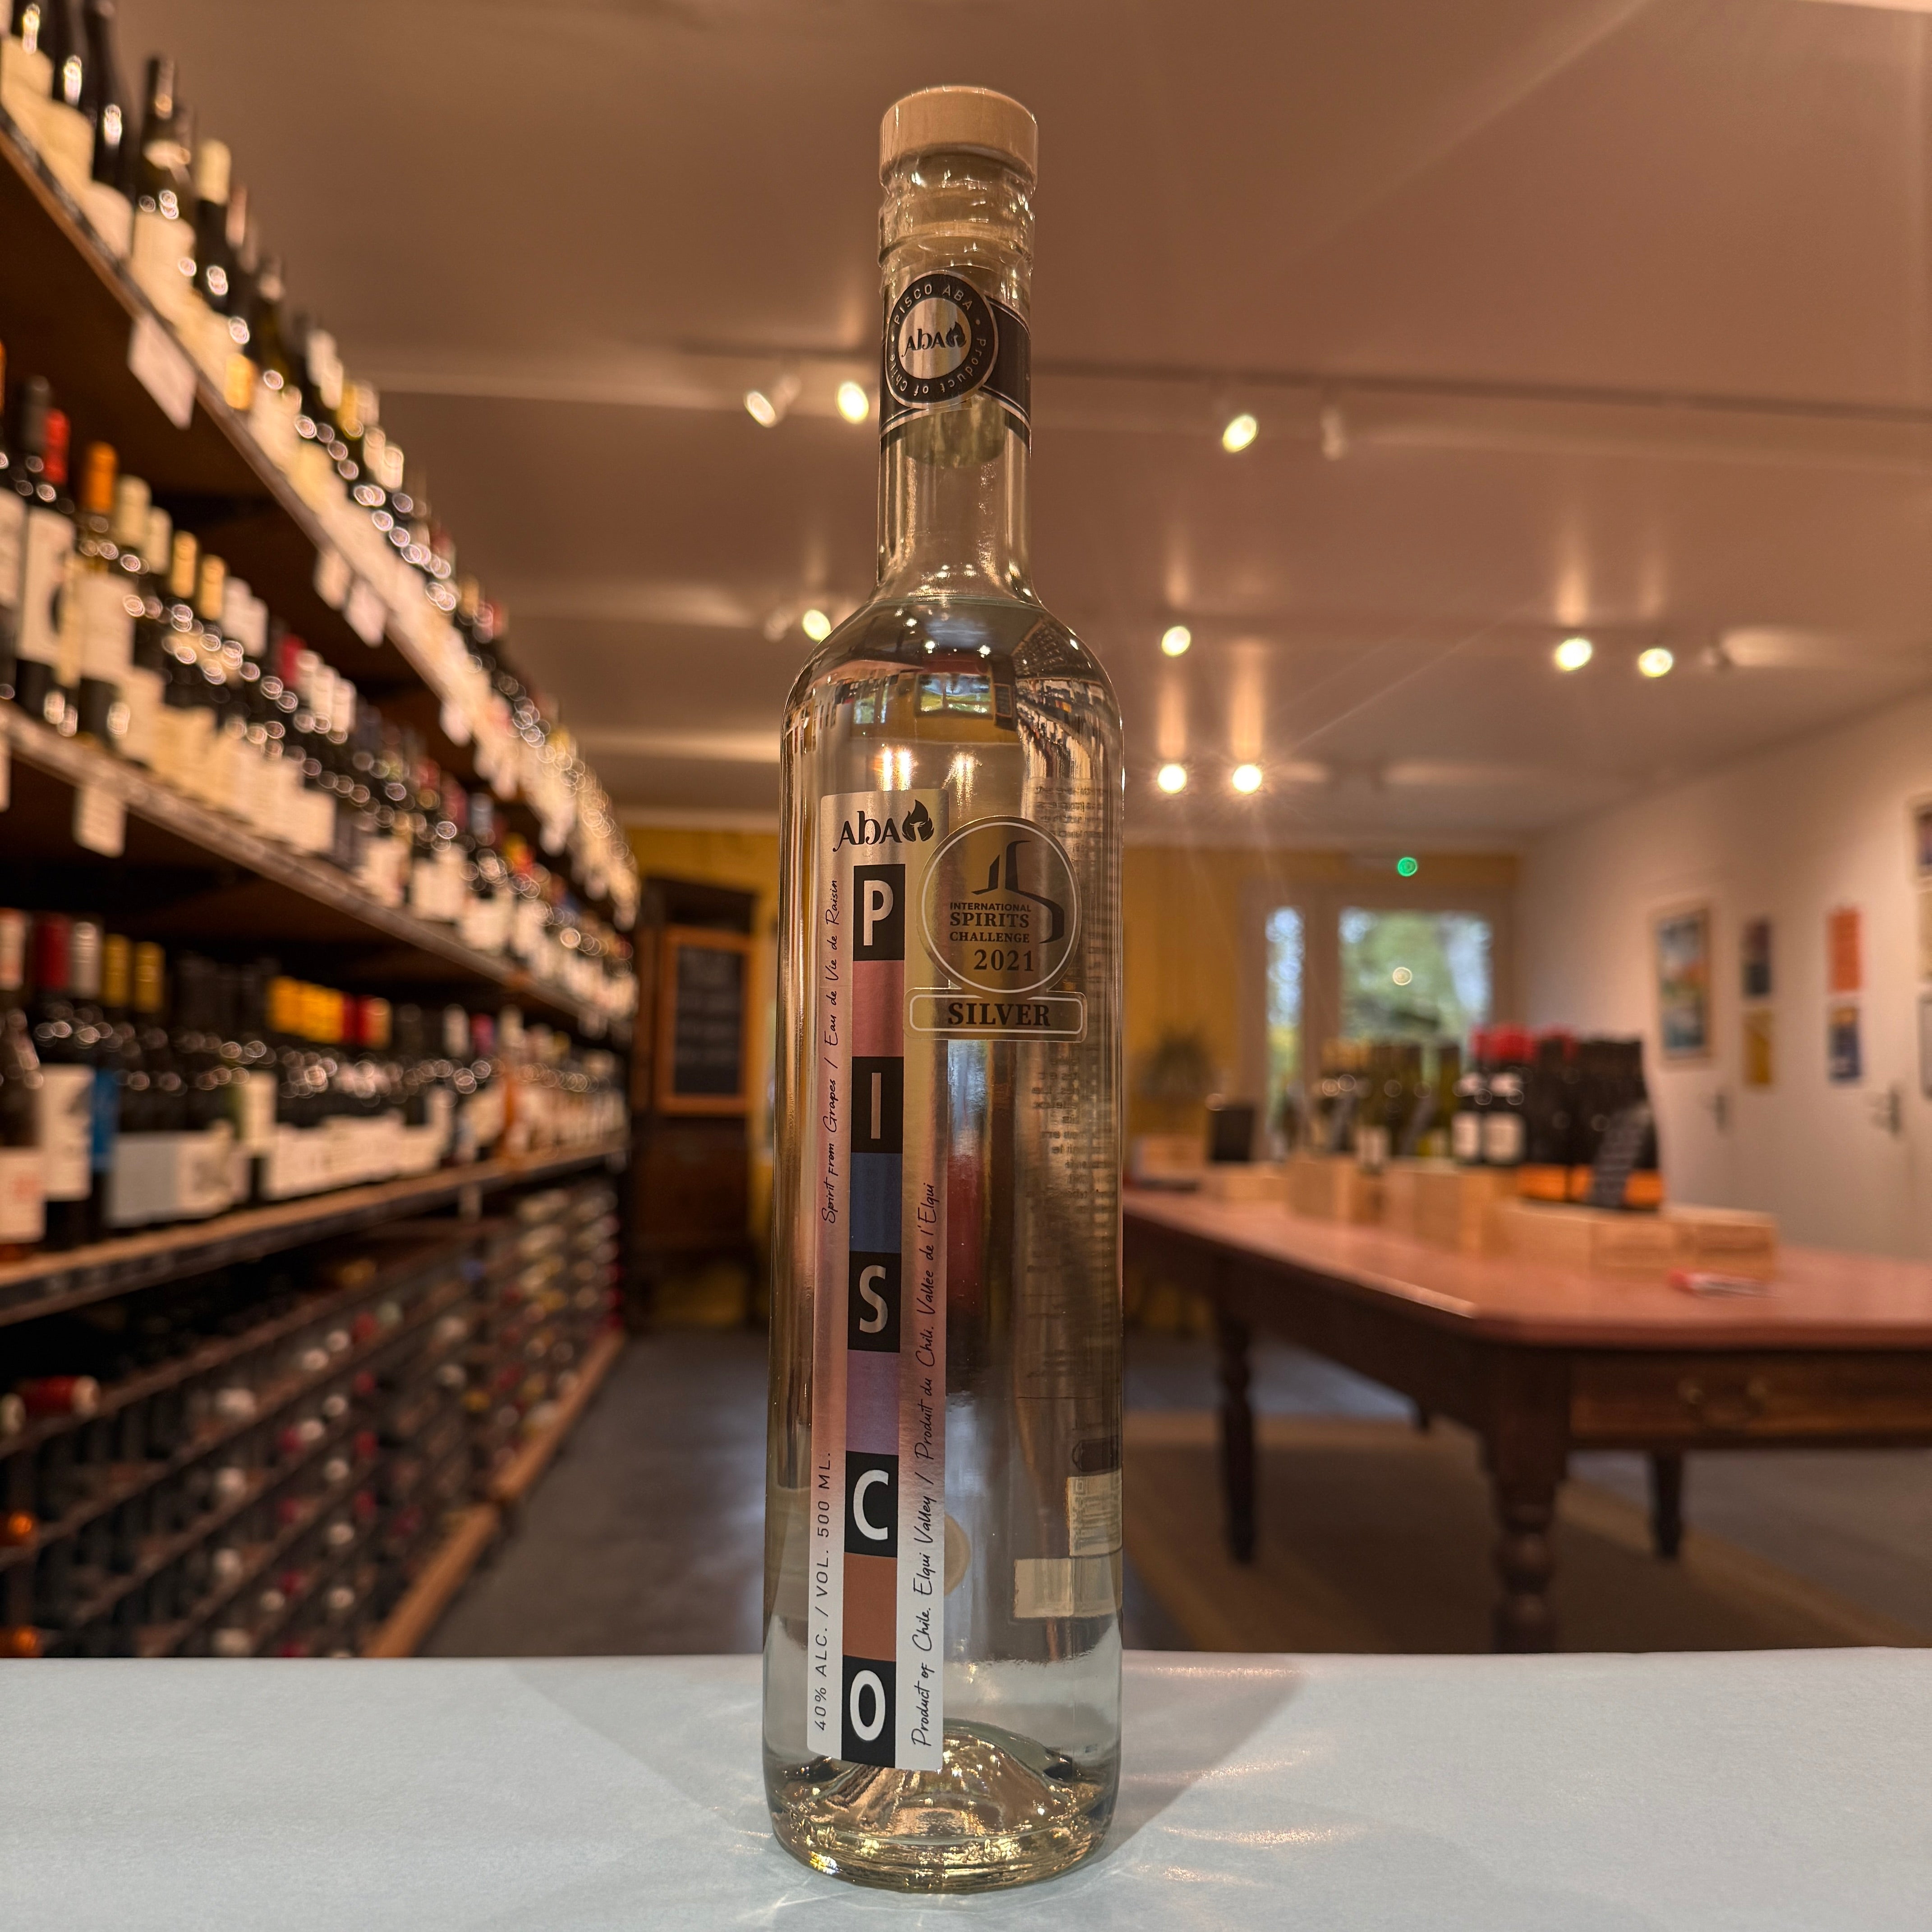 PISCO ABA
AbA
Product of Chile
AbA
PISCO
Spirit From Grapes / Eau de Vie de Raisin
40% ALC. / VOL. 500 ML.
Product of Chile. Elqui Valley / Produit du Chili. Vallée de l'Elqui
INTERNATIONAL
SPIRITS
CHALLENGE
2021
SILVER